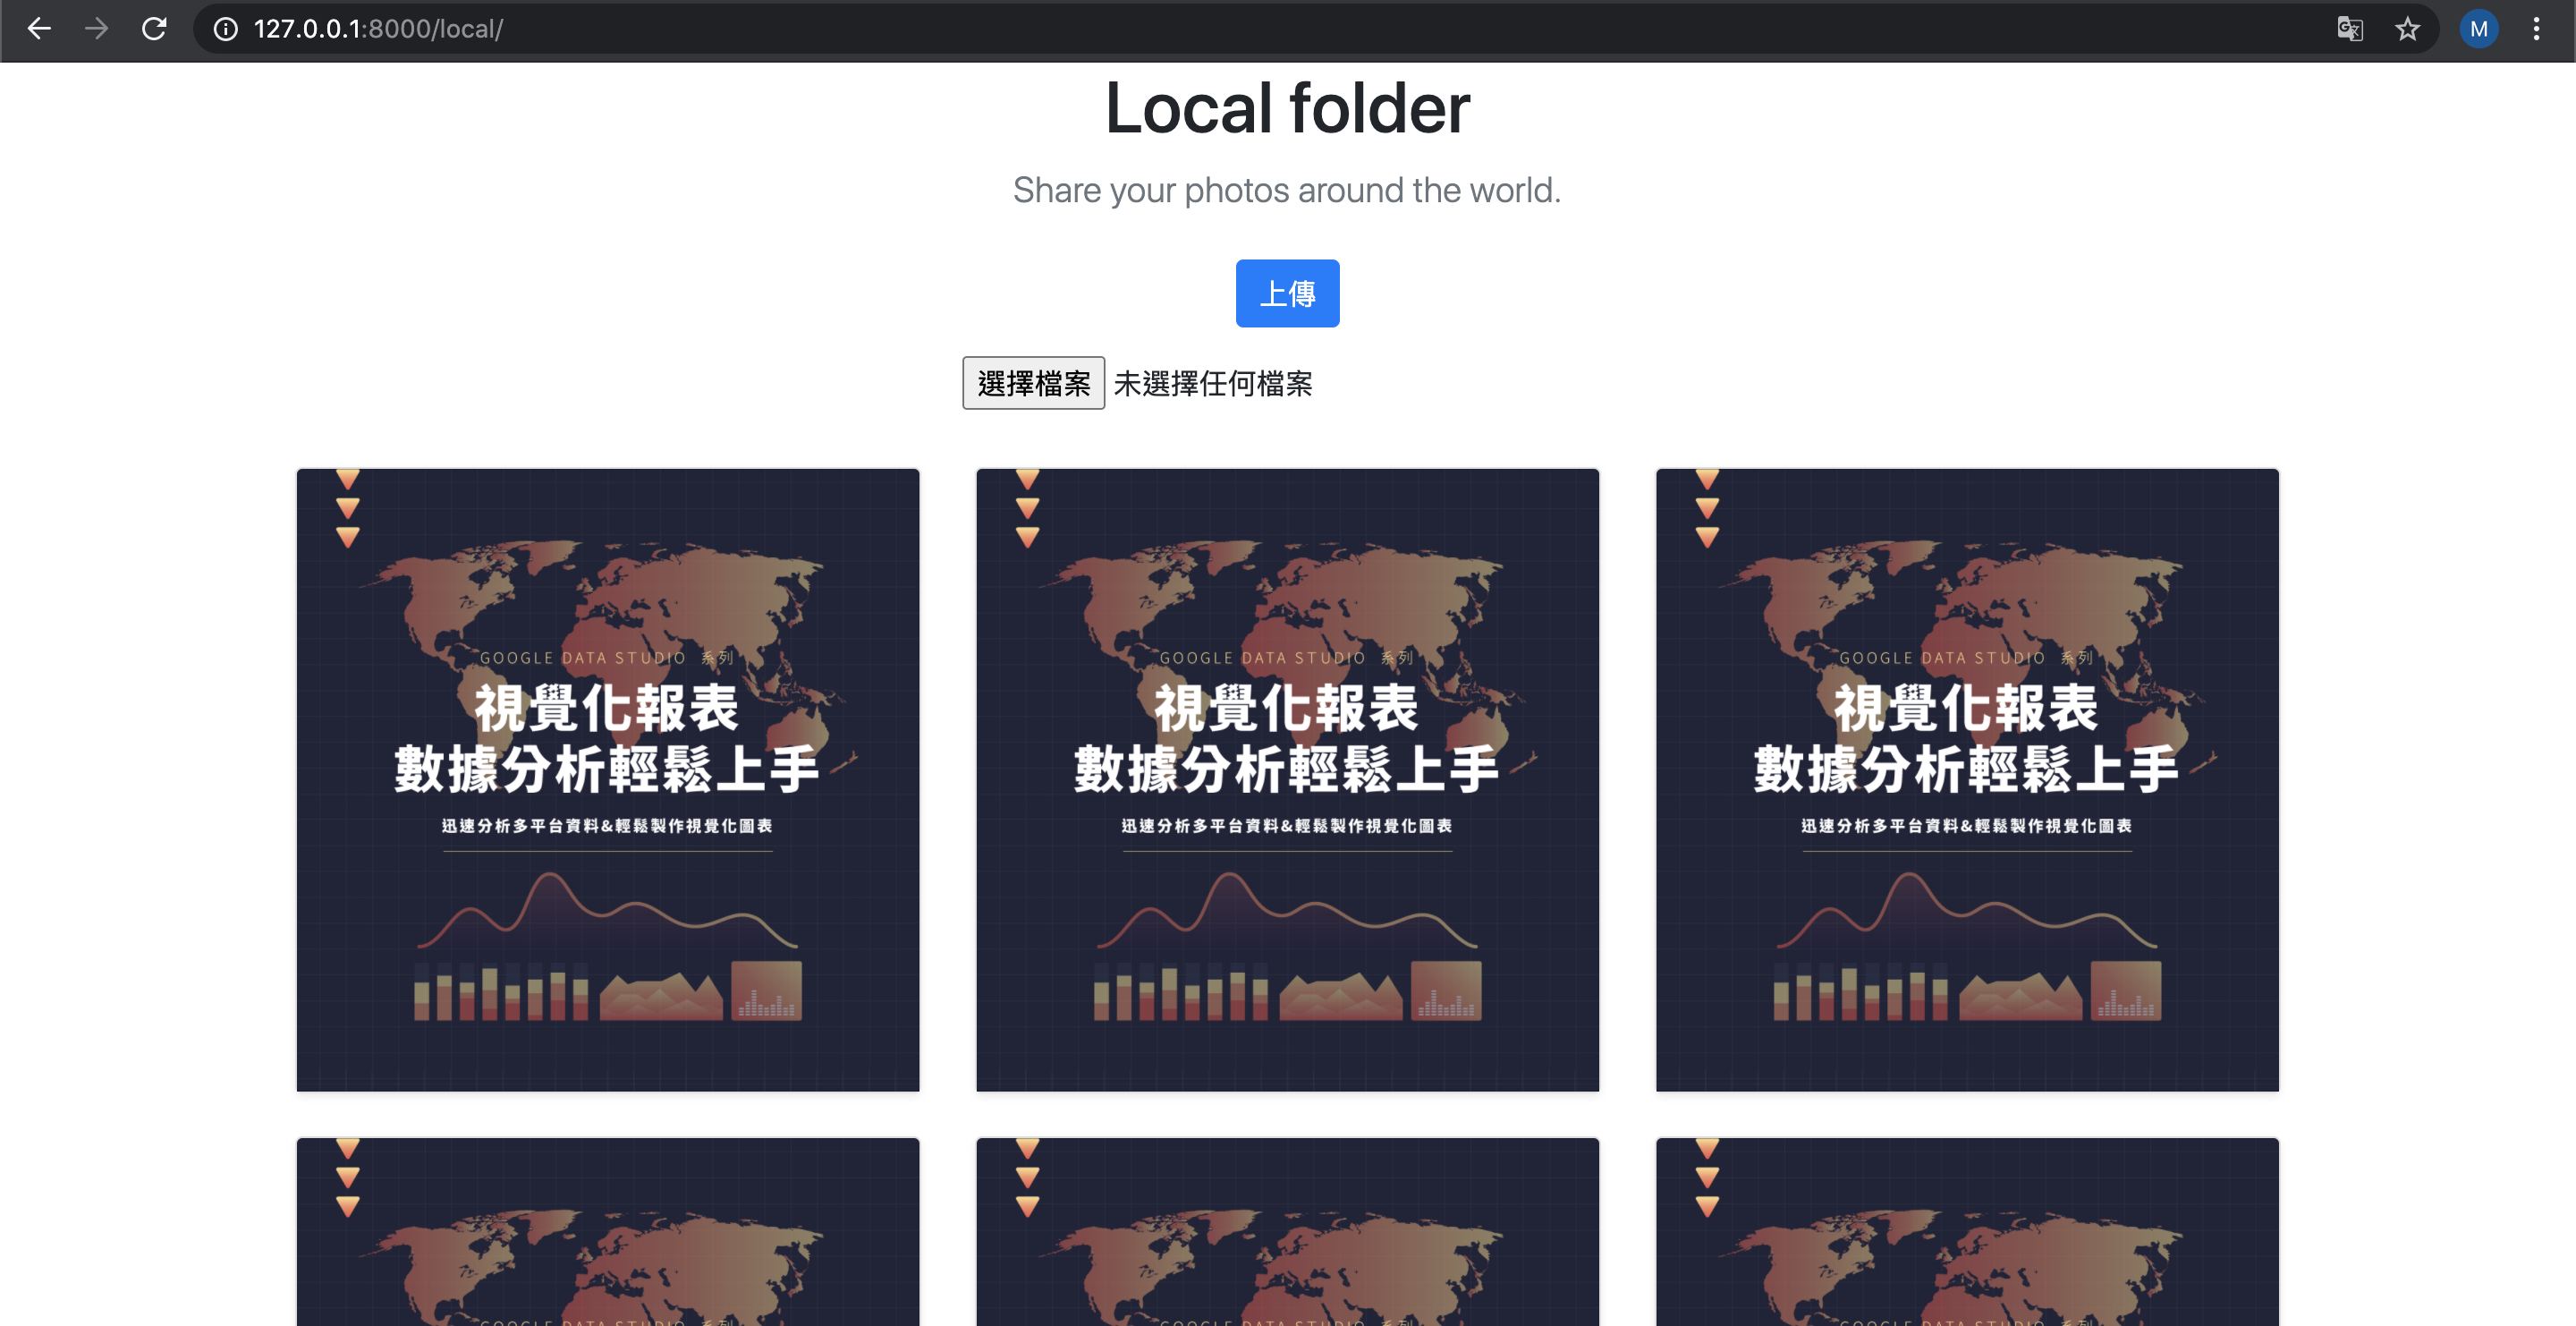 127.0.0.1:8000/local/
M
Local folder
Share your photos around the world.
上傳
選擇檔案 未選擇任何檔案
GOOGLE DATA STUDIO 系列
視覺化報表
數據分析輕鬆上手
迅速分析多平台資料&輕鬆製作視覺化圖表
GOOGLE DATA STUDIO 系列
視覺化報表
數據分析輕鬆上手
迅速分析多平台資料&輕鬆製作視覺化圖表
GOOGLE DATA STUDIO 系列
視覺化報表
數據分析輕鬆上手
迅速分析多平台資料&輕鬆製作視覺化圖表
GOOGLE DATA STUDIO 系列
GOOGLE DATA STUDIO 系列
GOOGLE DATA STUDIO 系列